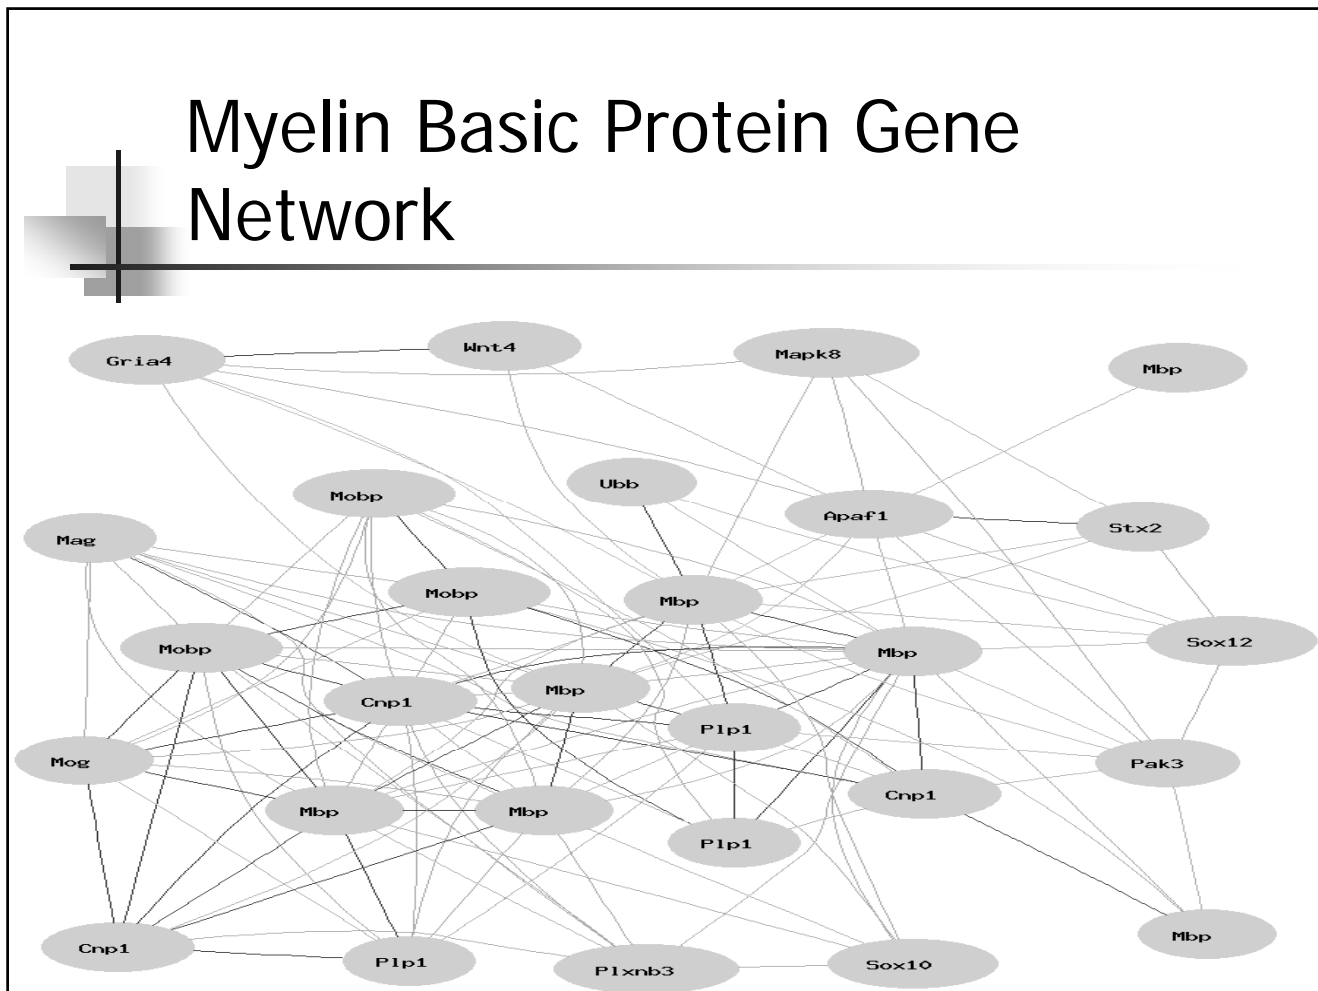 Myelin Basic Protein Gene
Network
Gria4
Wnt4
Mapk8
Mbp
Mobp
Ubb
Apaf1
Stx2
Mag
Mobp
Mbp
Mobp
Mbp
Sox12
Cnp1
Mbp
Plp1
Mog
Pak3
Mbp
Mbp
Cnp1
Plp1
Cnp1
Plp1
Plxnb3
Sox10
Mbp